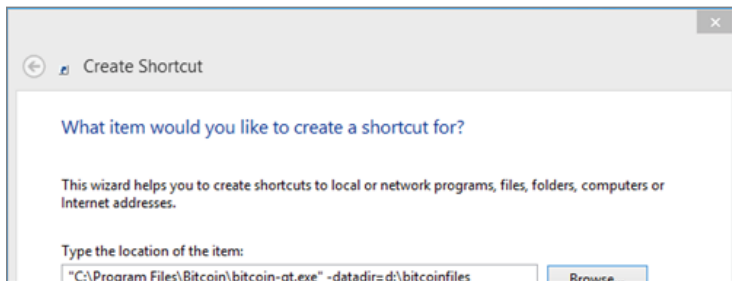 Create Shortcut
What item would you like to create a shortcut for?
This wizard helps you to create shortcuts to local or network programs, files, folders, computers or
Internet addresses.
Type the location of the item:
"C:\Program Files\Bitcoin\bitcoin-qt.exe" -datadir=d:\bitcoinfiles Browse...